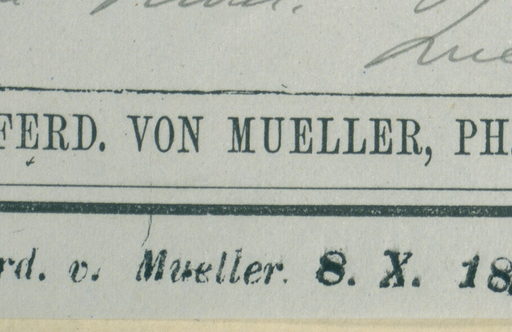 FERD. VON MUELLER, PH.
rd. v. Mueller. 8. X. 18